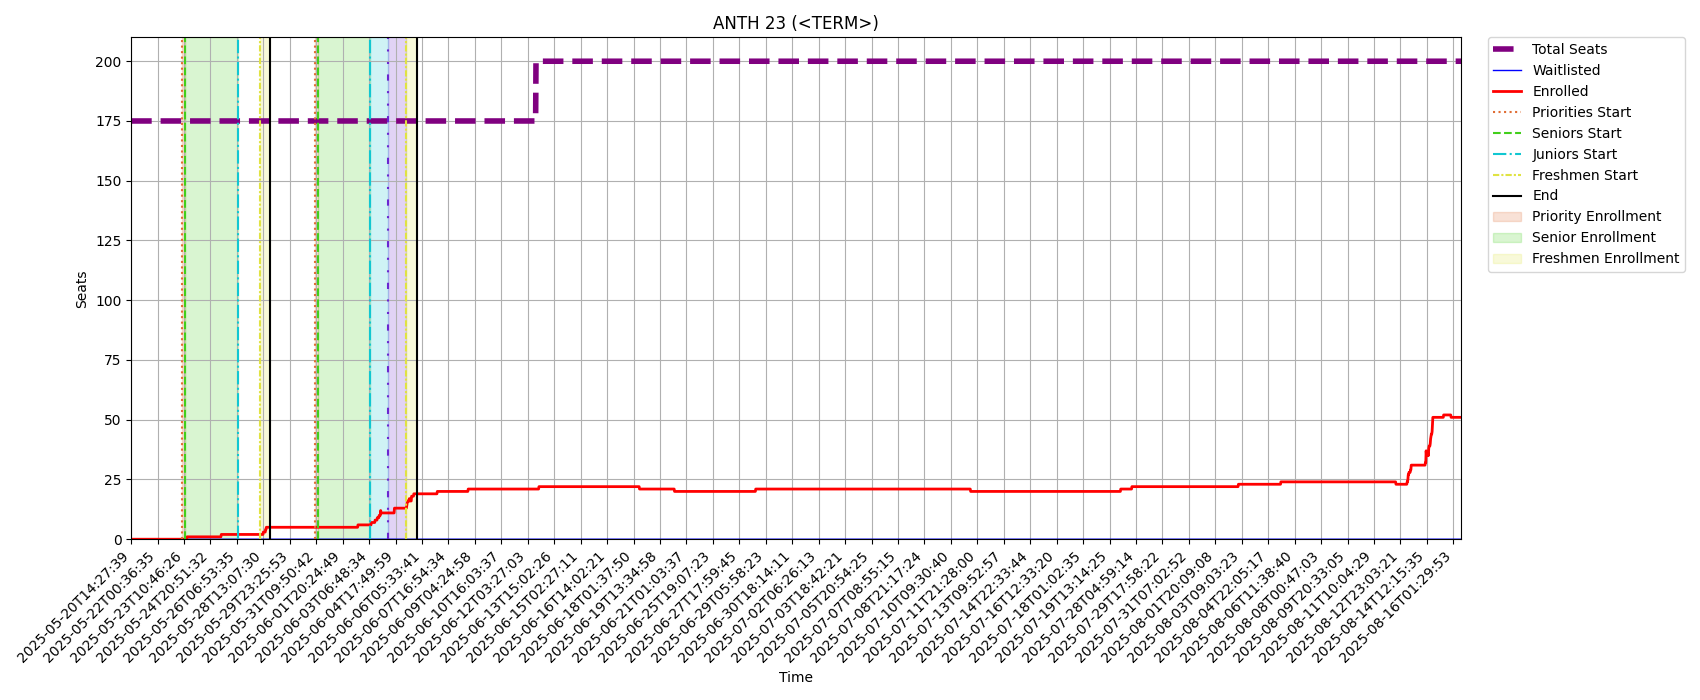 ANTH 23 (<TERM>)
Seats
200
175
150
125
100
75
50
25
0
2025-05-20T14:27:39
2025-05-22T00:36:35
2025-05-23T10:46:26
2025-05-24T20:51:32
2025-05-26T06:53:35
2025-05-28T13:07:30
2025-05-29T23:25:53
2025-05-31T09:50:42
2025-06-01T20:24:49
2025-06-03T06:48:34
2025-06-04T17:49:59
2025-06-06T05:33:41
2025-06-07T16:54:34
2025-06-09T04:24:58
2025-06-10T16:03:37
2025-06-12T03:27:03
2025-06-13T15:02:26
2025-06-15T02:27:11
2025-06-16T14:02:21
2025-06-18T01:37:50
2025-06-19T13:34:58
2025-06-21T01:03:37
2025-06-25T19:07:23
2025-06-27T17:59:45
2025-06-29T05:58:23
2025-06-30T18:14:11
2025-07-02T06:26:13
2025-07-03T18:42:21
2025-07-05T20:54:25
2025-07-07T08:55:15
2025-07-08T21:17:24
2025-07-10T09:30:40
2025-07-11T21:28:00
2025-07-13T09:52:57
2025-07-14T22:33:44
2025-07-16T12:33:20
2025-07-18T01:02:35
2025-07-19T13:14:25
2025-07-28T04:59:14
2025-07-29T17:58:22
2025-07-31T07:02:52
2025-08-01T20:09:08
2025-08-03T09:03:23
2025-08-04T22:05:17
2025-08-06T11:38:40
2025-08-08T00:47:03
2025-08-09T20:33:05
2025-08-11T10:04:29
2025-08-12T23:03:21
2025-08-14T12:15:35
2025-08-16T01:29:53
Time
Total Seats
Waitlisted
Enrolled
Priorities Start
Seniors Start
Juniors Start
Freshmen Start
End
Priority Enrollment
Senior Enrollment
Freshmen Enrollment